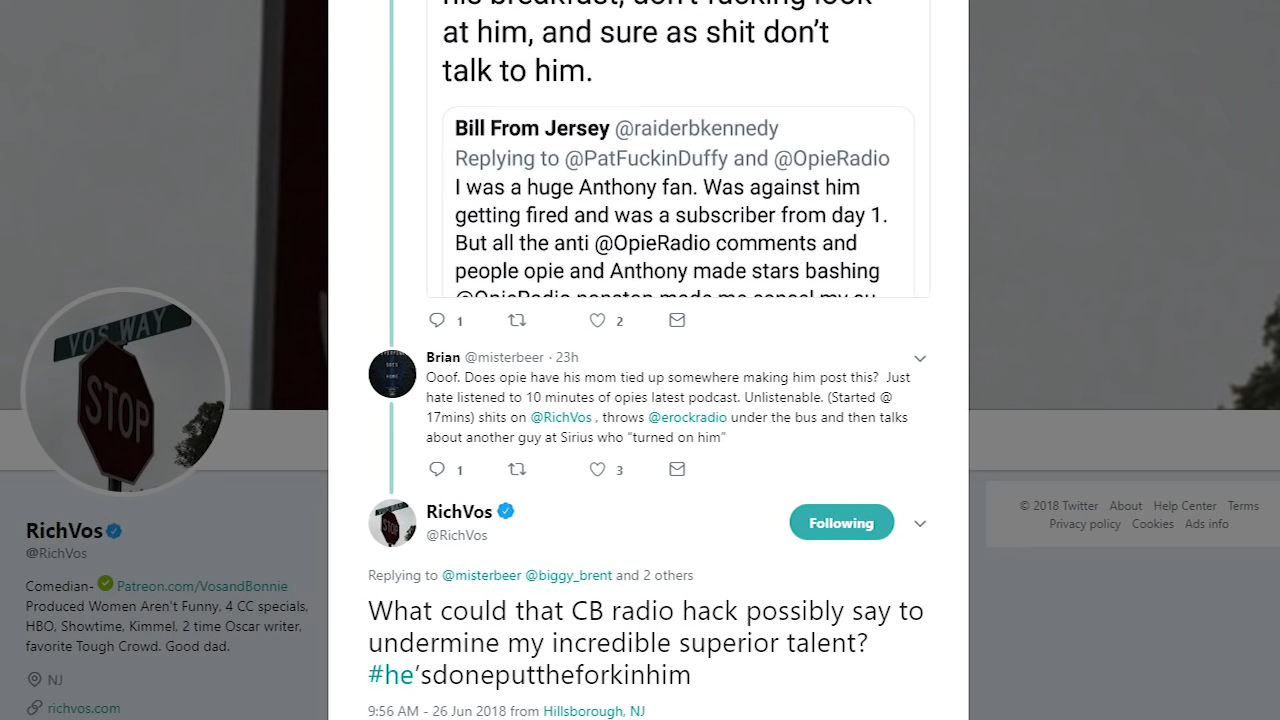 his breakfast, don't fucking look
at him, and sure as shit don't
talk to him.
Bill From Jersey @raiderbkennedy
Replying to @PatFuckinDuffy and @OpieRadio
I was a huge Anthony fan. Was against him
getting fired and was a subscriber from day 1.
But all the anti @OpieRadio comments and
people opie and Anthony made stars bashing
@OpieRadio nonstop made me cancel my su
1
2
Brian @misterbeer · 23h
Ooof. Does opie have his mom tied up somewhere making him post this? Just
hate listened to 10 minutes of opies latest podcast. Unlistenable. (Started @
17mins) shits on @RichVos , throws @erockradio under the bus and then talks
about another guy at Sirius who “turned on him”
1
3
RichVos
@RichVos
Following
Replying to @misterbeer @biggy_brent and 2 others
What could that CB radio hack possibly say to
undermine my incredible superior talent?
#he'sdoneputtheforkinhim
9:56 AM - 26 Jun 2018 from Hillsborough, NJ
VOS WAY
STOP
RichVos
@RichVos
Comedian- Patreon.com/VosandBonnie
Produced Women Aren't Funny, 4 CC specials,
HBO, Showtime, Kimmel, 2 time Oscar writer,
favorite Tough Crowd. Good dad.
NJ
richvos.com
© 2018 Twitter About Help Center Terms
Privacy policy Cookies Ads info